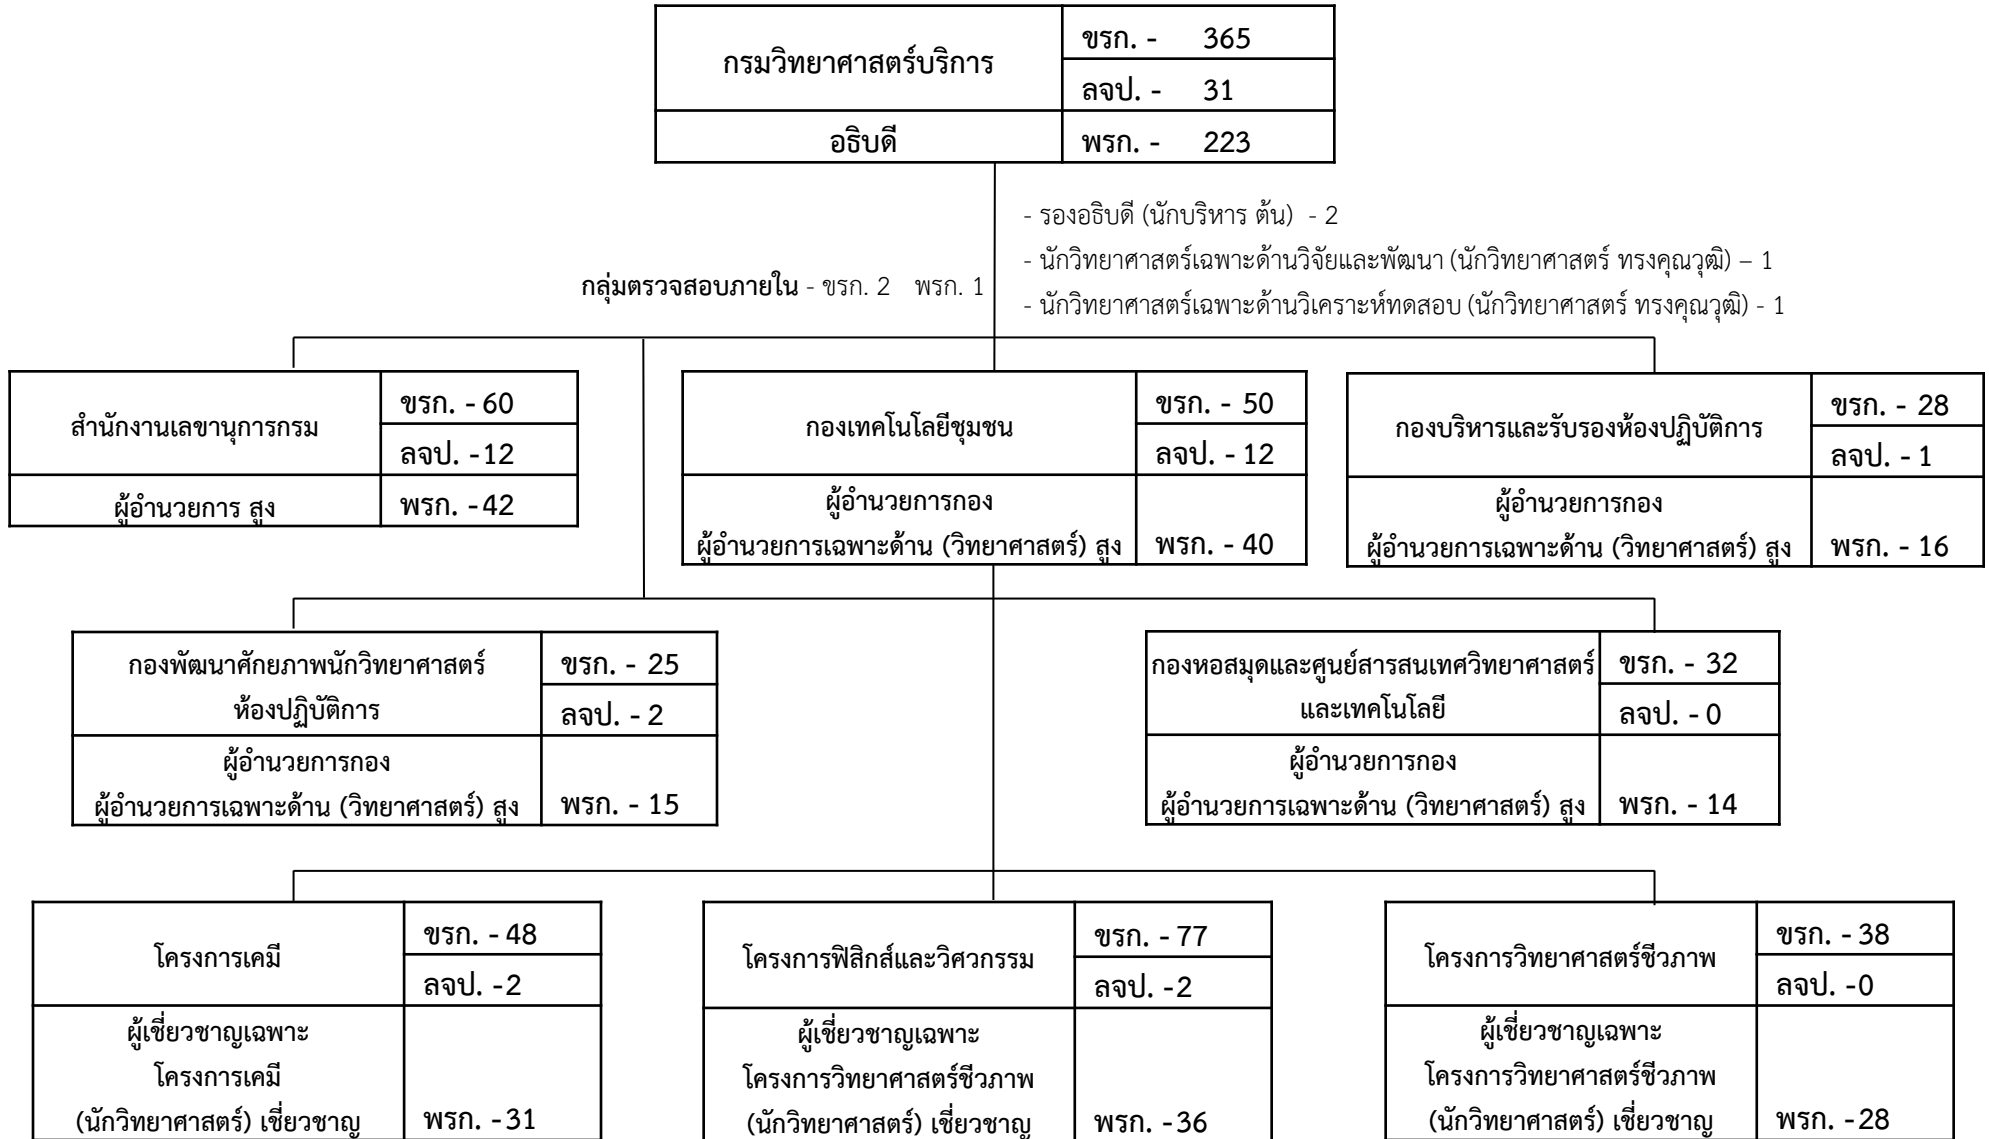 กรมวิทยาศาสตร์บริการ
ขรก. - 365
ลจป. - 31
อธิบดี
พรก. - 223
- รองอธิบดี (นักบริหาร ต้น) - 2
- นักวิทยาศาสตร์เฉพาะด้านวิจัยและพัฒนา (นักวิทยาศาสตร์ ทรงคุณวุฒิ) – 1
กลุ่มตรวจสอบภายใน - ขรก. 2 พรก. 1
- นักวิทยาศาสตร์เฉพาะด้านวิเคราะห์ทดสอบ (นักวิทยาศาสตร์ ทรงคุณวุฒิ) - 1
สำนักงานเลขานุการกรม
ขรก. - 60
ลจป. -12
ผู้อำนวยการ สูง
พรก. -42
กองเทคโนโลยีชุมชน
ขรก. - 50
ลจป. - 12
ผู้อำนวยการกอง
ผู้อำนวยการเฉพาะด้าน (วิทยาศาสตร์) สูง
พรก. - 40
กองบริหารและรับรองห้องปฏิบัติการ
ขรก. - 28
ลจป. - 1
ผู้อำนวยการกอง
ผู้อำนวยการเฉพาะด้าน (วิทยาศาสตร์) สูง
พรก. - 16
กองพัฒนาศักยภาพนักวิทยาศาสตร์
ห้องปฏิบัติการ
ขรก. - 25
ลจป. - 2
ผู้อำนวยการกอง
ผู้อำนวยการเฉพาะด้าน (วิทยาศาสตร์) สูง
พรก. - 15
กองหอสมุดและศูนย์สารสนเทศวิทยาศาสตร์
และเทคโนโลยี
ขรก. - 32
ลจป. - 0
ผู้อำนวยการกอง
ผู้อำนวยการเฉพาะด้าน (วิทยาศาสตร์) สูง
พรก. - 14
โครงการเคมี
ขรก. - 48
ลจป. -2
ผู้เชี่ยวชาญเฉพาะ
โครงการเคมี
(นักวิทยาศาสตร์) เชี่ยวชาญ
พรก. -31
โครงการฟิสิกส์และวิศวกรรม
ขรก. - 77
ลจป. -2
ผู้เชี่ยวชาญเฉพาะ
โครงการวิทยาศาสตร์ชีวภาพ
(นักวิทยาศาสตร์) เชี่ยวชาญ
พรก. -36
โครงการวิทยาศาสตร์ชีวภาพ
ขรก. - 38
ลจป. -0
ผู้เชี่ยวชาญเฉพาะ
โครงการวิทยาศาสตร์ชีวภาพ
(นักวิทยาศาสตร์) เชี่ยวชาญ
พรก. -28